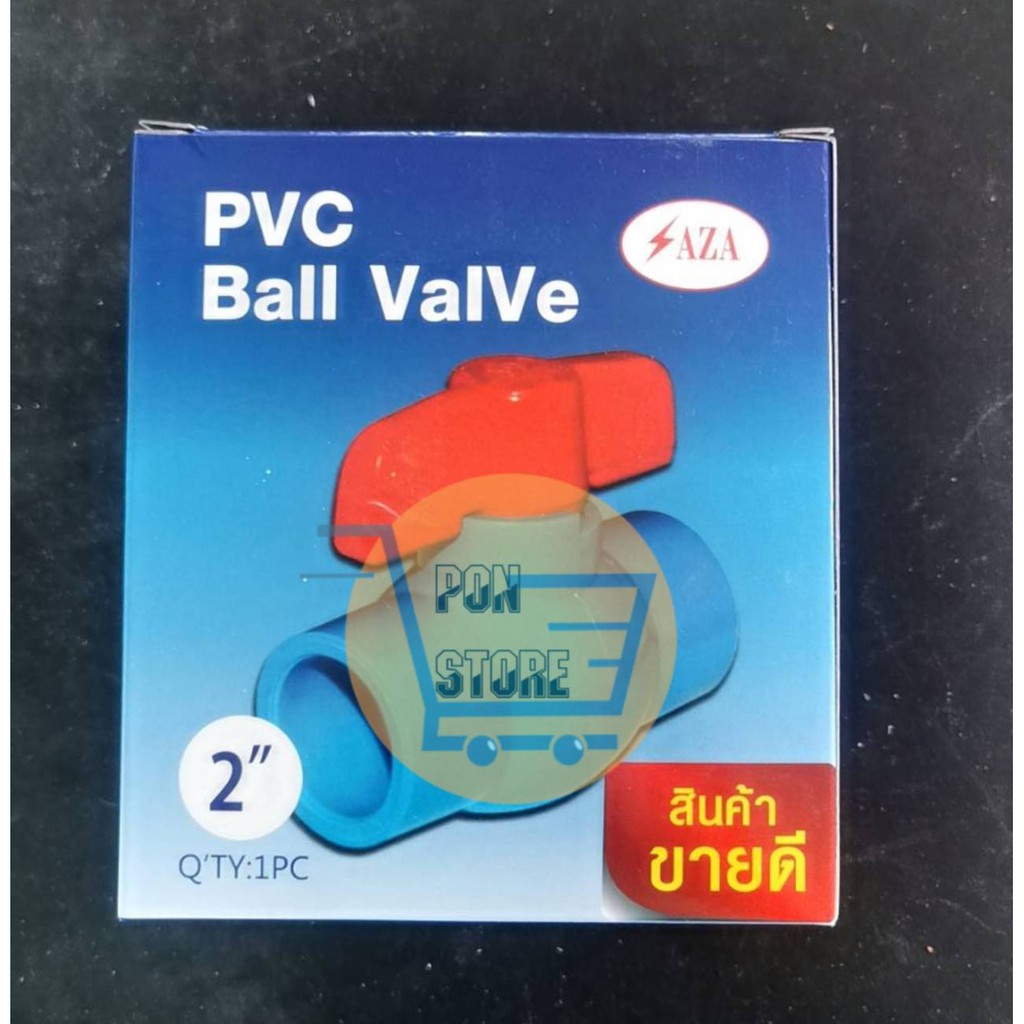 PVC
Ball ValVe
AZA
PON
STORE
2"
Q'TY:1PC
สินค้า
ขายดี